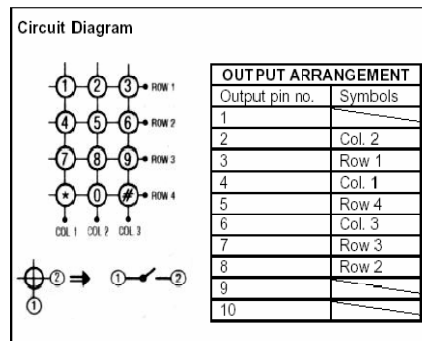 Circuit Diagram
1 2 3 ROW 1
4 5 6 ROW 2
7 8 9 ROW 3
* 0 # ROW 4
COL 1 COL 2 COL 3
2 1 2
1
OUTPUT ARRANGEMENT
Output pin no. Symbols
1
2 Col. 2
3 Row 1
4 Col. 1
5 Row 4
6 Col. 3
7 Row 3
8 Row 2
9
10